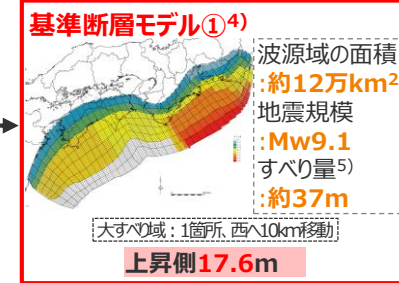 基準断層モデル①4)
波源域の面積
:約12万km2
地震規模
:Mw9.1
すべり量5)
:約37m
大すべり域：1箇所、西へ10km移動
上昇側17.6m